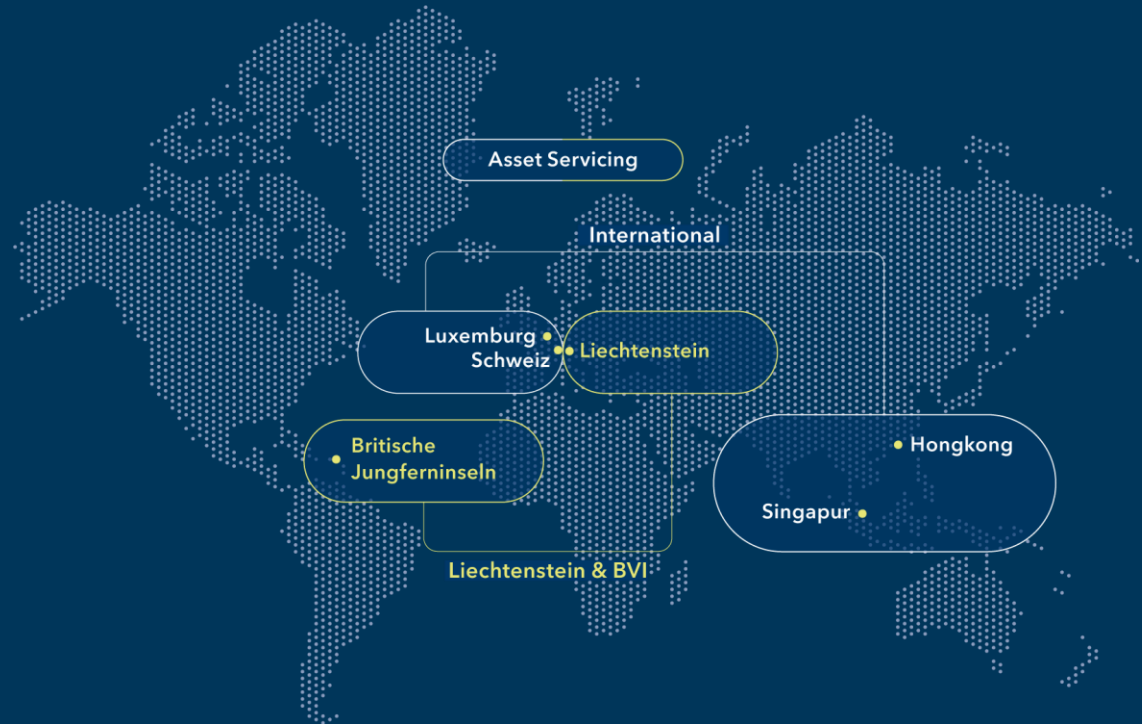 Asset Servicing
International
Luxemburg
Schweiz
Liechtenstein
Britische
Jungferninseln
Hongkong
Singapur
Liechtenstein & BVI